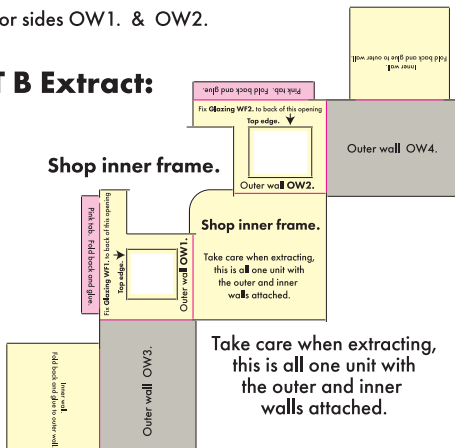 or sides OW1. & OW2.
T B Extract:
Inner wall.
Fold back and glue to outer wall.
Pink tab. Fold back and glue
Fix Glazing WF2. to back of this opening
Top edge.
Outer wall OW4.
Outer wall OW2.
Shop inner frame.
Pink tab. Fold back and glue.
Fix Glazing WF1. to back of this opening
Top edge.
Outer wall OW1.
Shop inner frame.
Take care when extracting,
this is all one unit with
the outer and inner
walls attached.
Inner wall.
Fold back and glue to outer wall
Outer wall OW3.
Take care when extracting,
this is all one unit with
the outer and inner
walls attached.